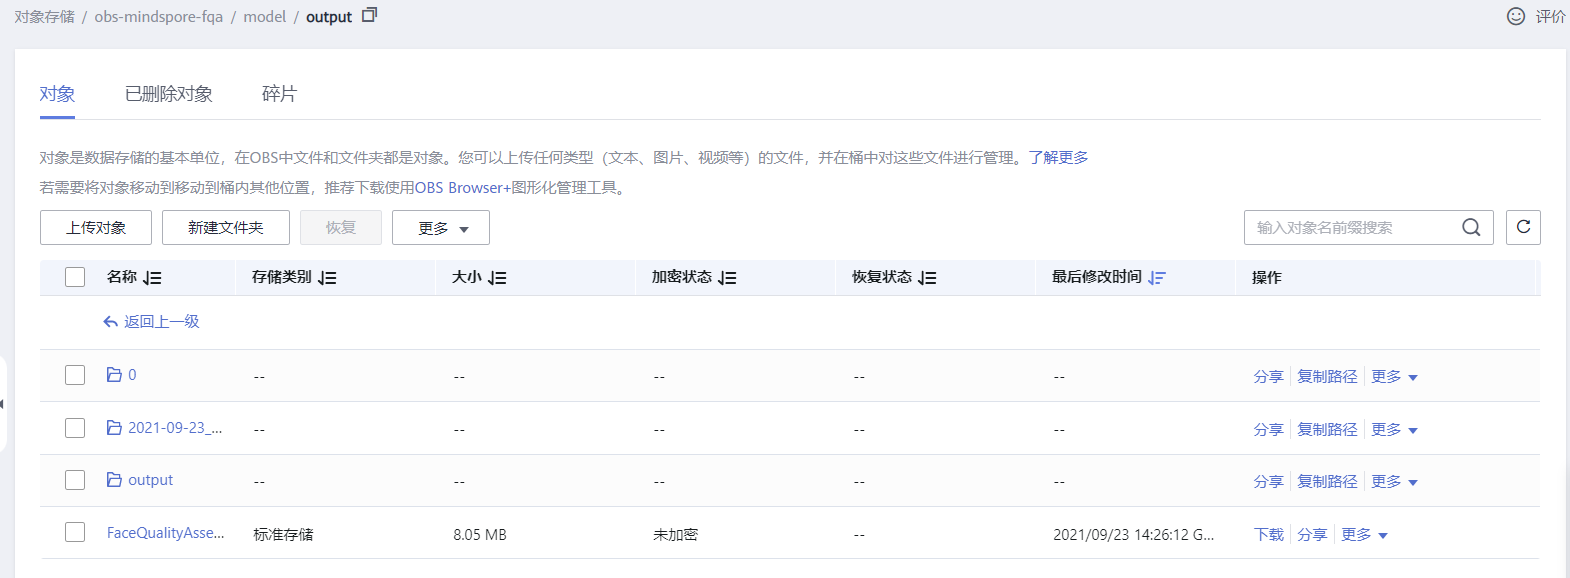 对象存储 / obs-mindspore-fqa / model / output
评价
对象 已删除对象 碎片
对象是数据存储的基本单位，在OBS中文件和文件夹都是对象。您可以上传任何类型（文本、图片、视频等）的文件，并在桶中对这些文件进行管理。了解更多
若需要将对象移动到移动到桶内其他位置，推荐下载使用OBS Browser+图形化管理工具。
上传对象 新建文件夹 恢复 更多 输入对象名前缀搜索
名称 存储类别 大小 加密状态 恢复状态 最后修改时间 操作
返回上一级
0 -- -- -- -- -- 分享 复制路径 更多
2021-09-23_... -- -- -- -- -- 分享 复制路径 更多
output -- -- -- -- -- 分享 复制路径 更多
FaceQualityAsse... 标准存储 8.05 MB 未加密 -- 2021/09/23 14:26:12 G... 下载 分享 更多